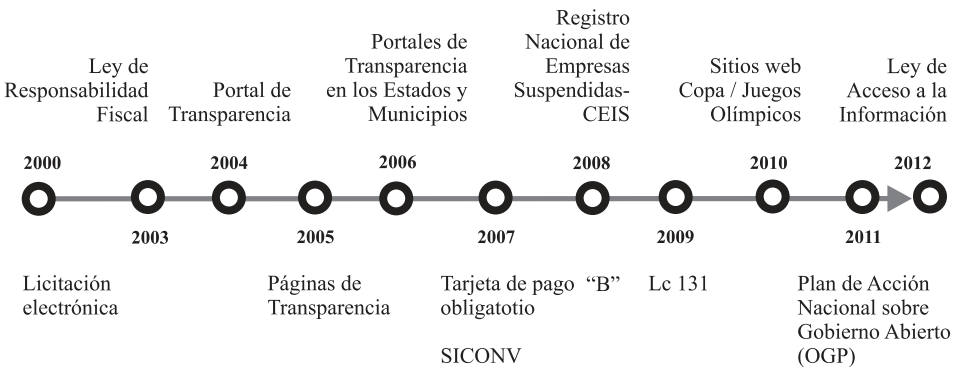 Ley de
Responsabilidad
Fiscal
Portal de
Transparencia
Portales de
Transparencia
en los Estados y
Municipios
Registro
Nacional de
Empresas
Suspendidas-
CEIS
Sitios web
Copa / Juegos
Olímpicos
Ley de
Acceso a la
Información
2000
2004
2006
2008
2010
2012
2003
2005
2007
2009
2011
Licitación
electrónica
Páginas de
Transparencia
Tarjeta de pago
obligatotio
SICONV
“B”
Lc 131
Plan de Acción
Nacional sobre
Gobierno Abierto
(OGP)